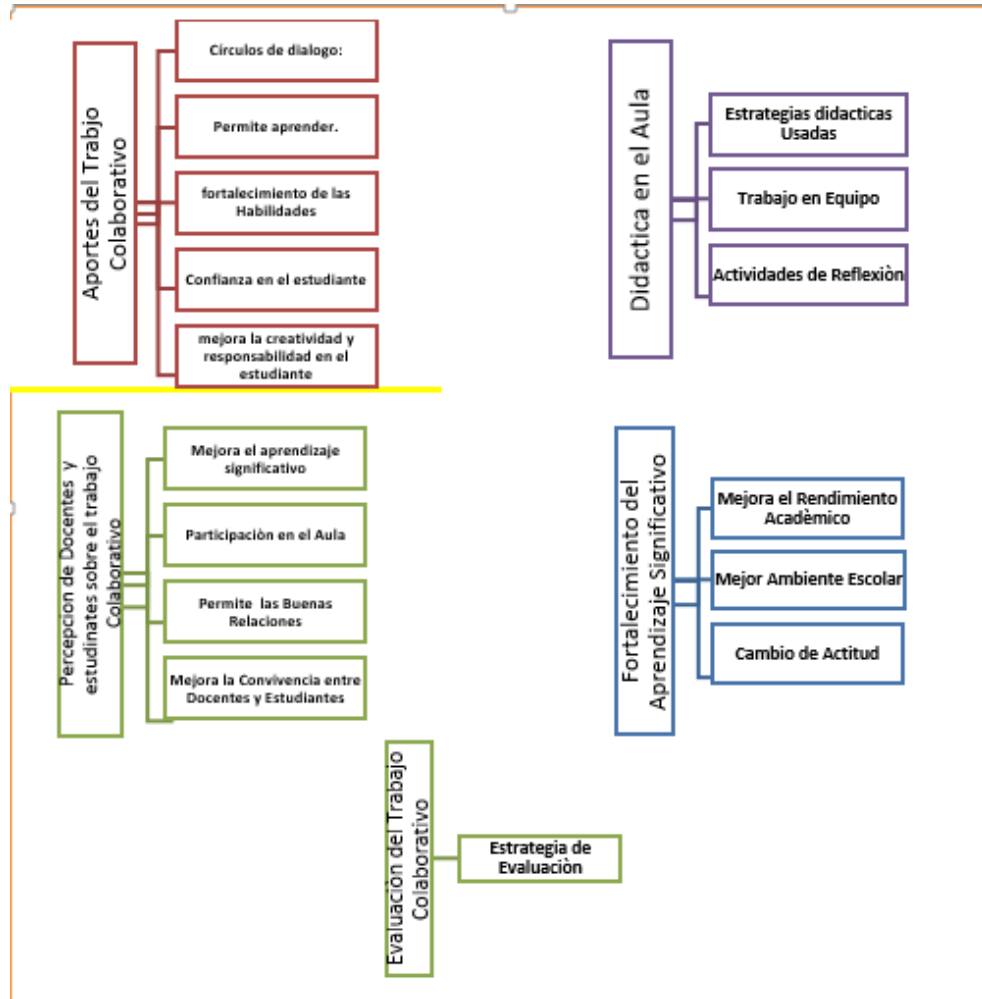 Aportes del Trabjo
Colaborativo
Círculos de dialogo:
Permite aprender.
fortalecimiento de las
Habilidades
Confianza en el estudiante
mejora la creatividad y
responsabilidad en el
estudiante
Didactica en el Aula
Estrategias didacticas
Usadas
Trabajo en Equipo
Actividades de Reflexiòn
Percepcion de Docentes y
estudinates sobre el trabajo
Colaborativo
Mejora el aprendizaje
significativo
Participaciòn en el Aula
Permite las Buenas
Relaciones
Mejora la Convivencia entre
Docentes y Estudiantes
Fortalecimiento del
Aprendizaje Significativo
Mejora el Rendimiento
Acadèmico
Mejor Ambiente Escolar
Cambio de Actitud
Evaluaciòn del Trabajo
Colaborativo
Estrategia de
Evaluaciòn